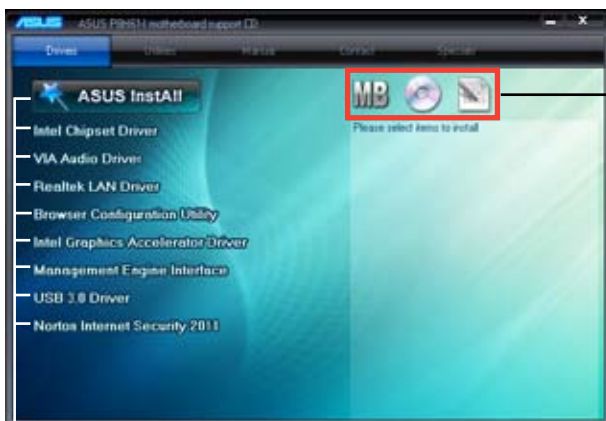 ASUS ASUS P8H61-I motherboard support CD
Drivers Utilities Manual Contact Specials
ASUS InstAll
MB
Please select items to install
Intel Chipset Driver
VIA Audio Driver
Realtek LAN Driver
Browser Configuration Utility
Intel Graphics Accelerator Driver
Management Engine Interface
USB 3.0 Driver
Norton Internet Security 2011